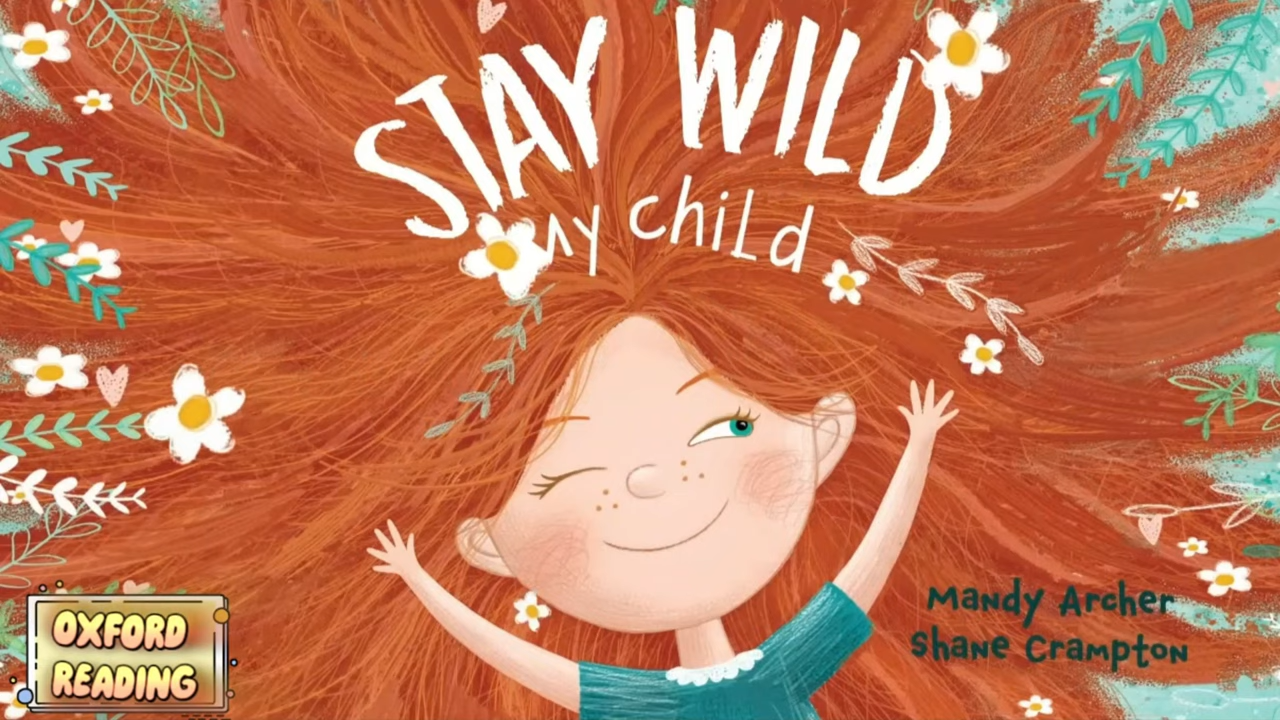 STAY WILD
my child
Mandy Archer
Shane Crampton
OXFORD
READING